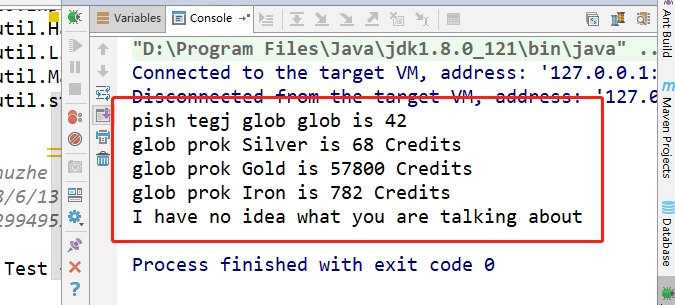 Variables
Console
util.Ha
util.L
util.Ma
util.s
"D:\Program Files\Java\jdk1.8.0_121\bin\java" ..
Connected to the target VM, address: '127.0.0.1:
Disconnected from the target VM, address: '127.0
pish tegj glob glob is 42
glob prok Silver is 68 Credits
glob prok Gold is 57800 Credits
glob prok Iron is 782 Credits
I have no idea what you are talking about
Process finished with exit code 0
nuzhe
8/6/13
299495
Test
Ant Build
Maven Projects
Database